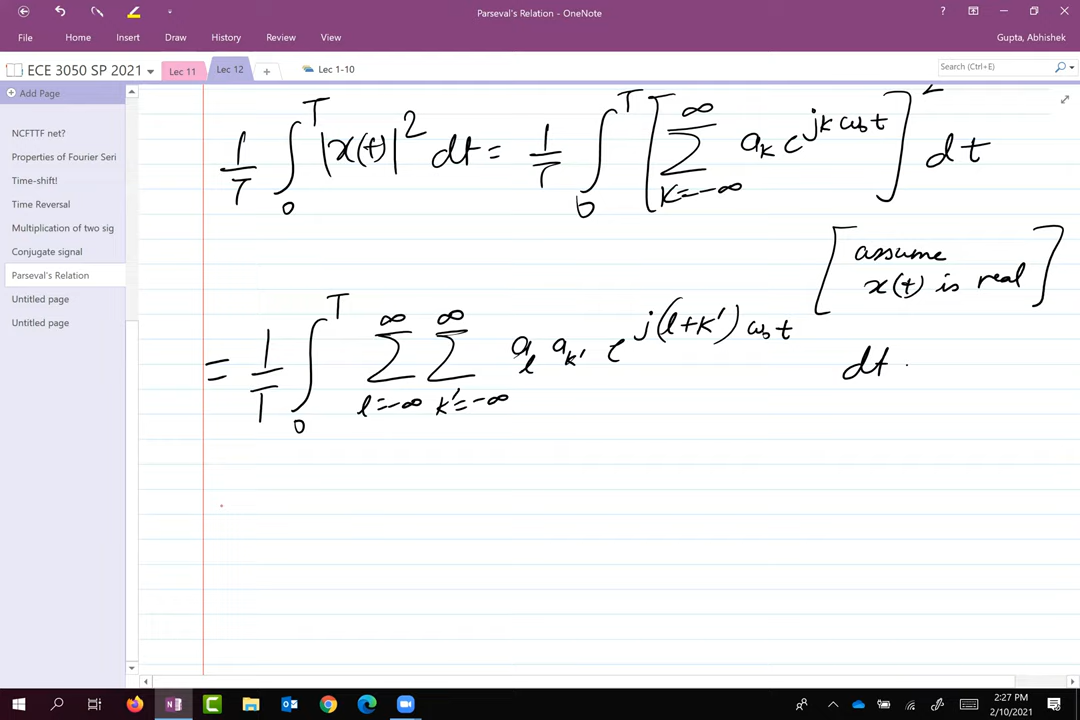 Parseval's Relation - OneNote
File Home Insert Draw History Review View
Gupta, Abhishek
ECE 3050 SP 2021
Lec 11
Lec 12
Lec 1-10
Search (Ctrl+E)
Add Page
NCFTTF net?
Properties of Fourier Seri
Time-shift!
Time Reversal
Multiplication of two sig
Conjugate signal
Parseval's Relation
Untitled page
Untitled page
1/T ∫_0^T |x(t)|^2 dt = 1/T ∫_0^T [∑_{k=-∞}^∞ a_k e^{jkω_0t}]^2 dt
[assume
x(t) is real]
= 1/T ∫_0^T ∑_{l=-∞}^∞ ∑_{k'=-∞}^∞ a_l a_{k'} e^{j(l+k')ω_0t} dt
2:27 PM
2/10/2021